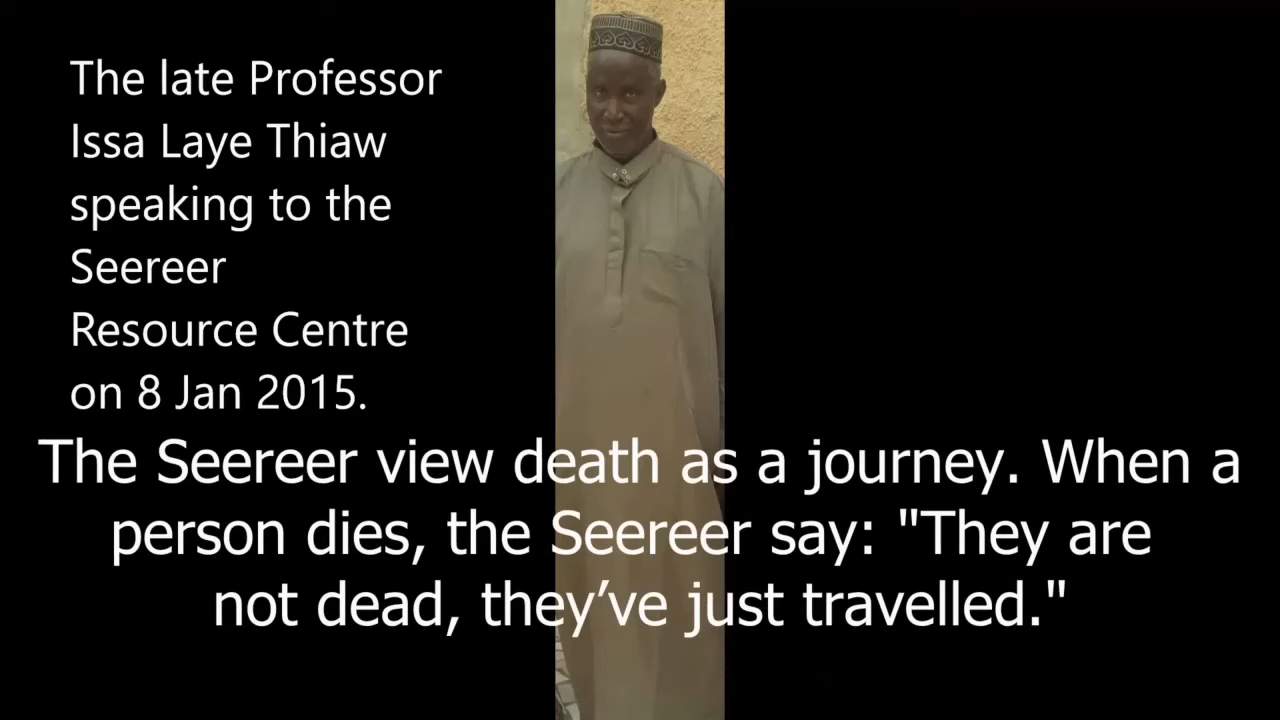 The late Professor
Issa Laye Thiaw
speaking to the
Seereer
Resource Centre
on 8 Jan 2015.
The Seereer view death as a journey. When a
person dies, the Seereer say: "They are
not dead, they’ve just travelled."